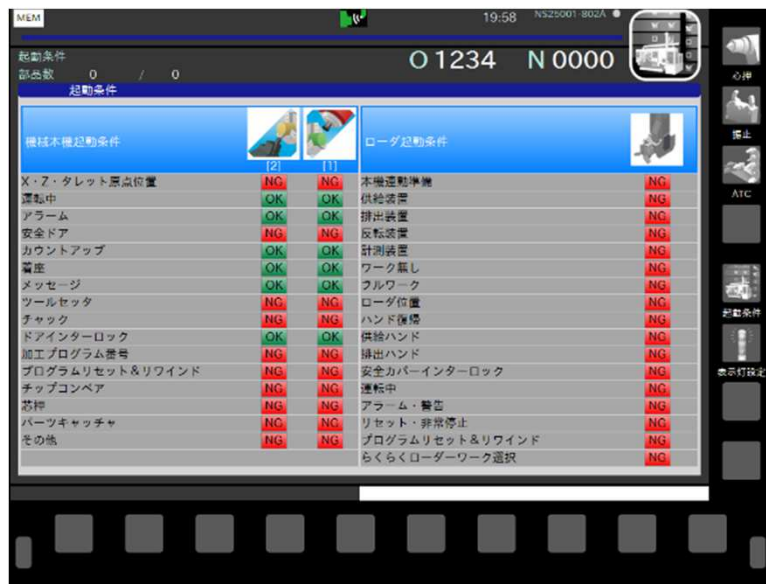 MEM 19:58 NS25001-802A
起動条件 O 1234 N 0000
部品数 0 / 0
起動条件
機械本機起動条件 [2] [1] ローダ起動条件
X・Z・タレット原点位置 NG NG 本機運動準備 NG
運転中 OK OK 供給装置 NG
アラーム OK OK 排出装置 NG
安全ドア NG NG 反転装置 NG
カウントアップ OK OK 計測装置 NG
着座 OK OK ワーク無し NG
メッセージ OK OK フルワーク NG
ツールセッタ NG NG ローダ位置 NG
チャック NG NG ハンド復帰 NG
ドアインターロック OK OK 供給ハンド NG
加工プログラム番号 NG NG 排出ハンド NG
プログラムリセット&リワインド NG NG 安全カバーインターロック NG
チップコンベア NG NG 運転中 NG
芯押 NG NG アラーム・警告 NG
パーツキャッチャ NG NG リセット・非常停止 NG
その他 NG NG プログラムリセット&リワインド NG
らくらくローダーワーク選択 NG
心押
振止
ATC
起動条件
表示灯設定